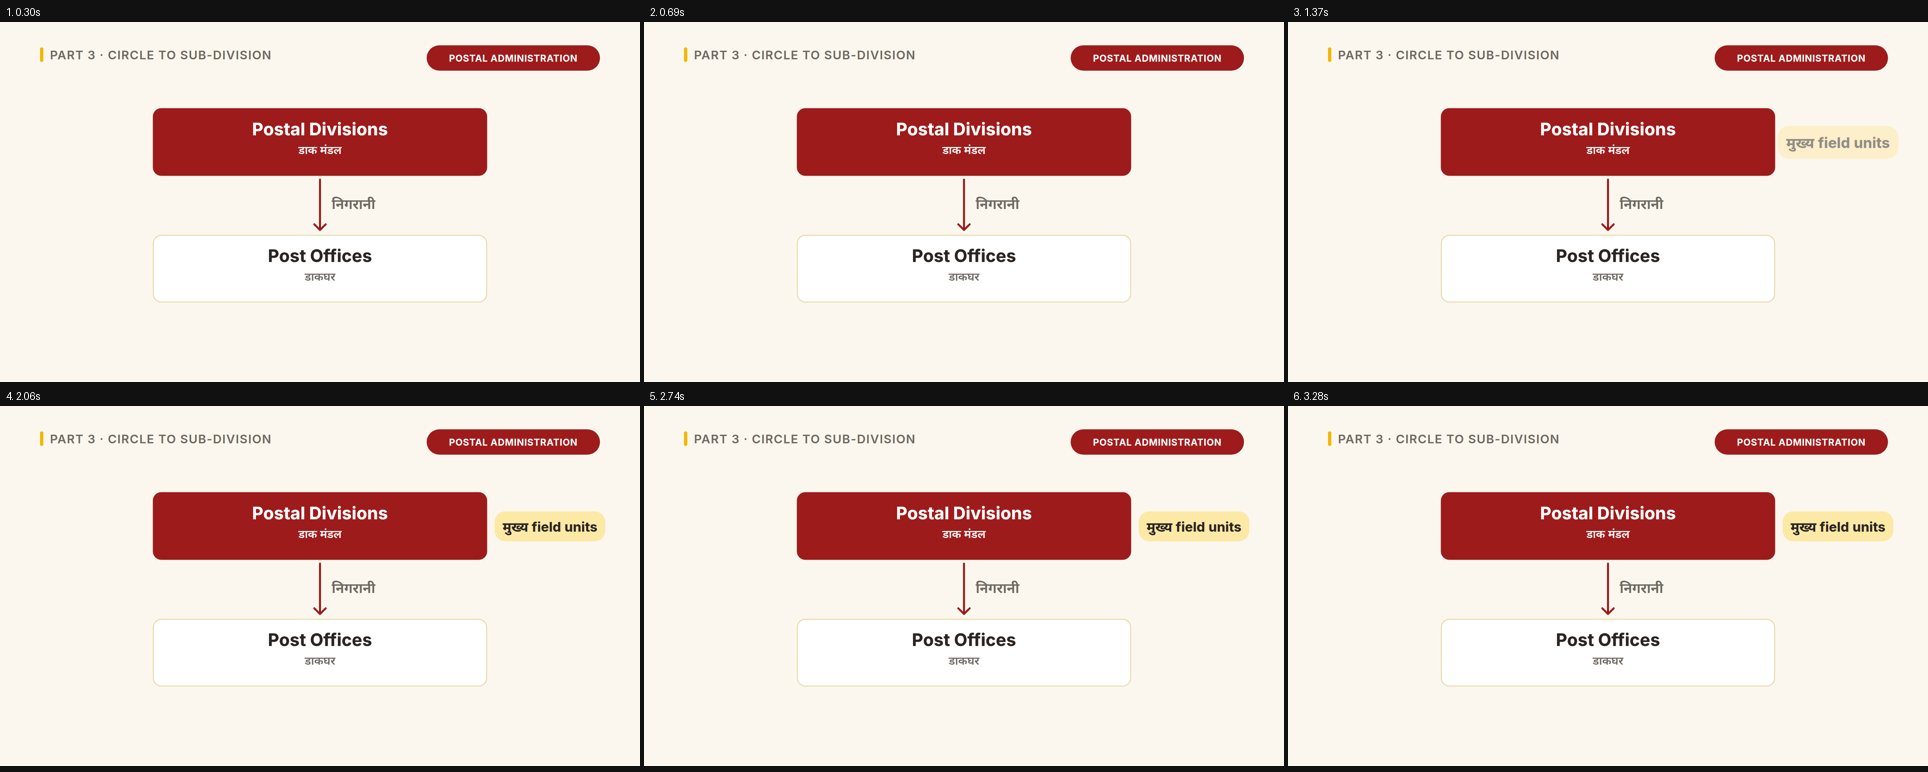 1. 0.30s
PART 3 · CIRCLE TO SUB-DIVISION
POSTAL ADMINISTRATION
Postal Divisions
डाक मंडल
निगरानी
Post Offices
डाकघर
2. 0.69s
PART 3 · CIRCLE TO SUB-DIVISION
POSTAL ADMINISTRATION
Postal Divisions
डाक मंडल
निगरानी
Post Offices
डाकघर
3. 1.37s
PART 3 · CIRCLE TO SUB-DIVISION
POSTAL ADMINISTRATION
Postal Divisions
डाक मंडल
मुख्य field units
निगरानी
Post Offices
डाकघर
4. 2.06s
PART 3 · CIRCLE TO SUB-DIVISION
POSTAL ADMINISTRATION
Postal Divisions
डाक मंडल
मुख्य field units
निगरानी
Post Offices
डाकघर
5. 2.74s
PART 3 · CIRCLE TO SUB-DIVISION
POSTAL ADMINISTRATION
Postal Divisions
डाक मंडल
मुख्य field units
निगरानी
Post Offices
डाकघर
6. 3.28s
PART 3 · CIRCLE TO SUB-DIVISION
POSTAL ADMINISTRATION
Postal Divisions
डाक मंडल
मुख्य field units
निगरानी
Post Offices
डाकघर